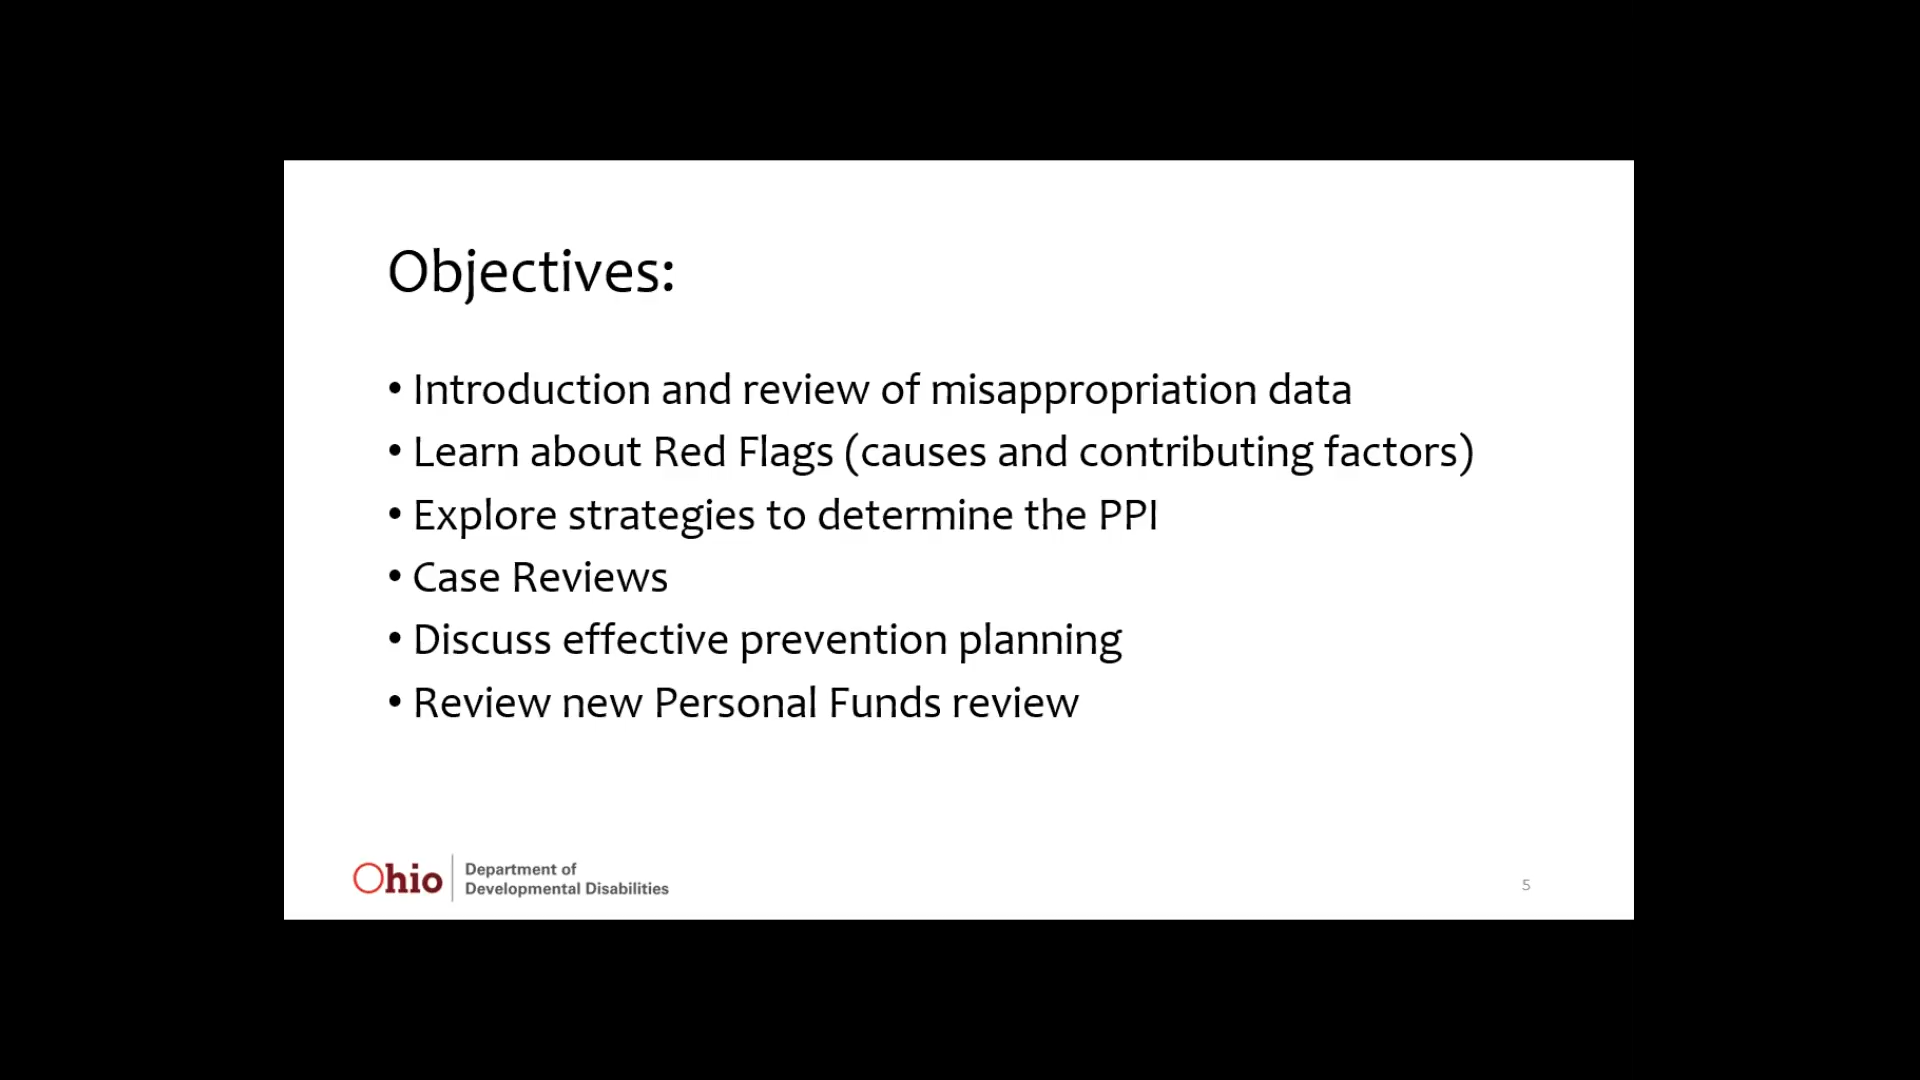 Objectives:
• Introduction and review of misappropriation data
• Learn about Red Flags (causes and contributing factors)
• Explore strategies to determine the PPI
• Case Reviews
• Discuss effective prevention planning
• Review new Personal Funds review
Ohio
Department of
Developmental Disabilities
5